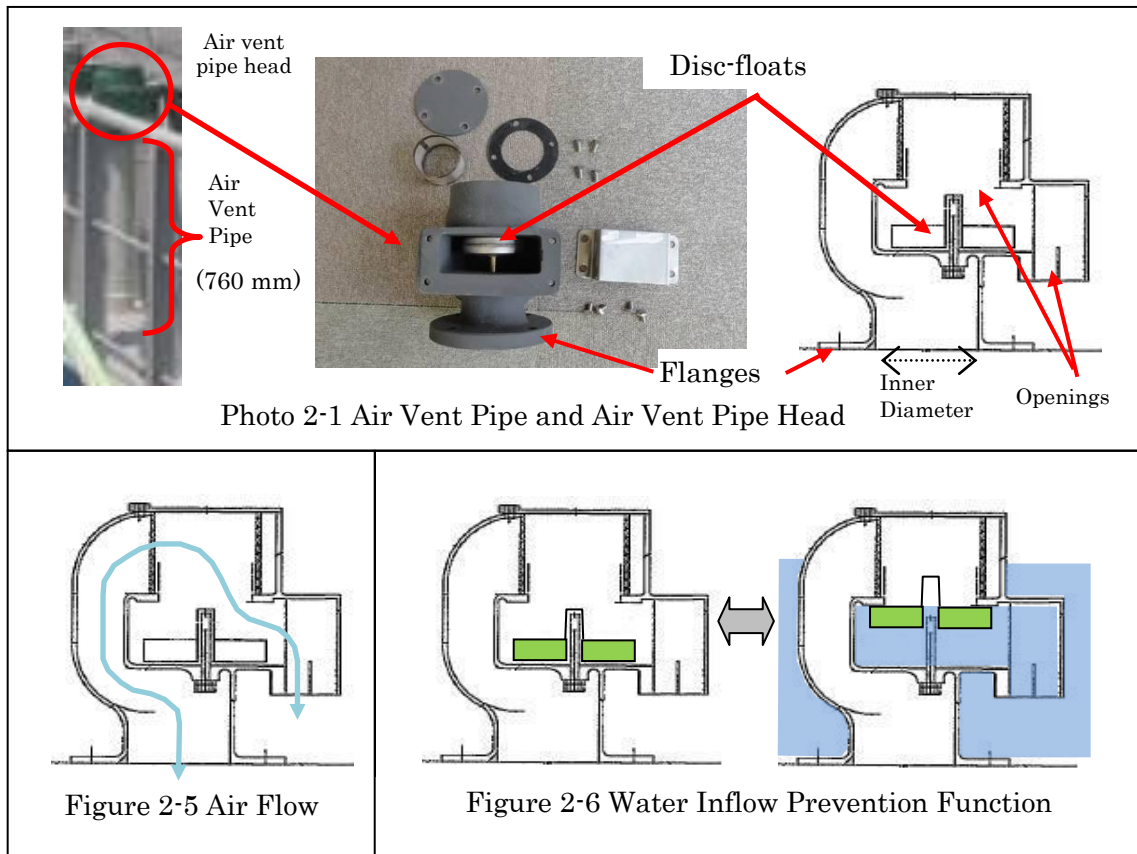 Air vent
pipe head
Air
Vent
Pipe
(760 mm)
Disc-floats
Flanges
Inner
Diameter
Openings
Photo 2-1 Air Vent Pipe and Air Vent Pipe Head
Figure 2-5 Air Flow
Figure 2-6 Water Inflow Prevention Function